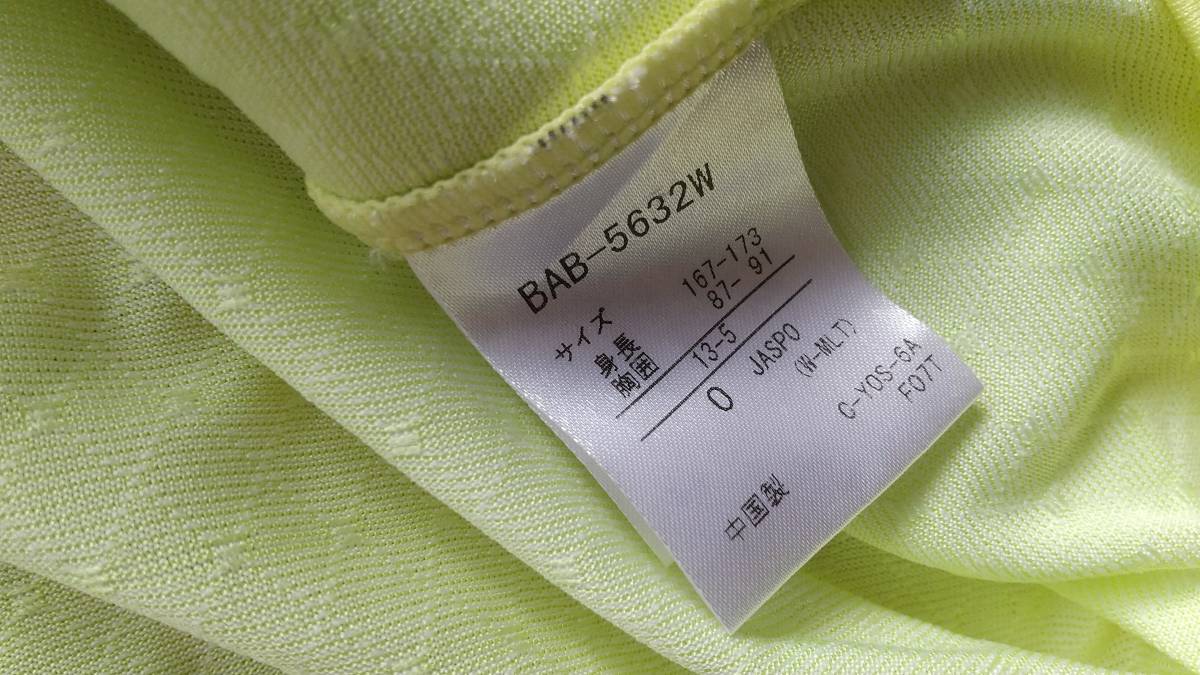 BAB-5632W
サイズ
身長 167-173
胸囲 87- 91
13-5
O JASPO
(W-MLT)
C-YOS-6A
F07T
中国製